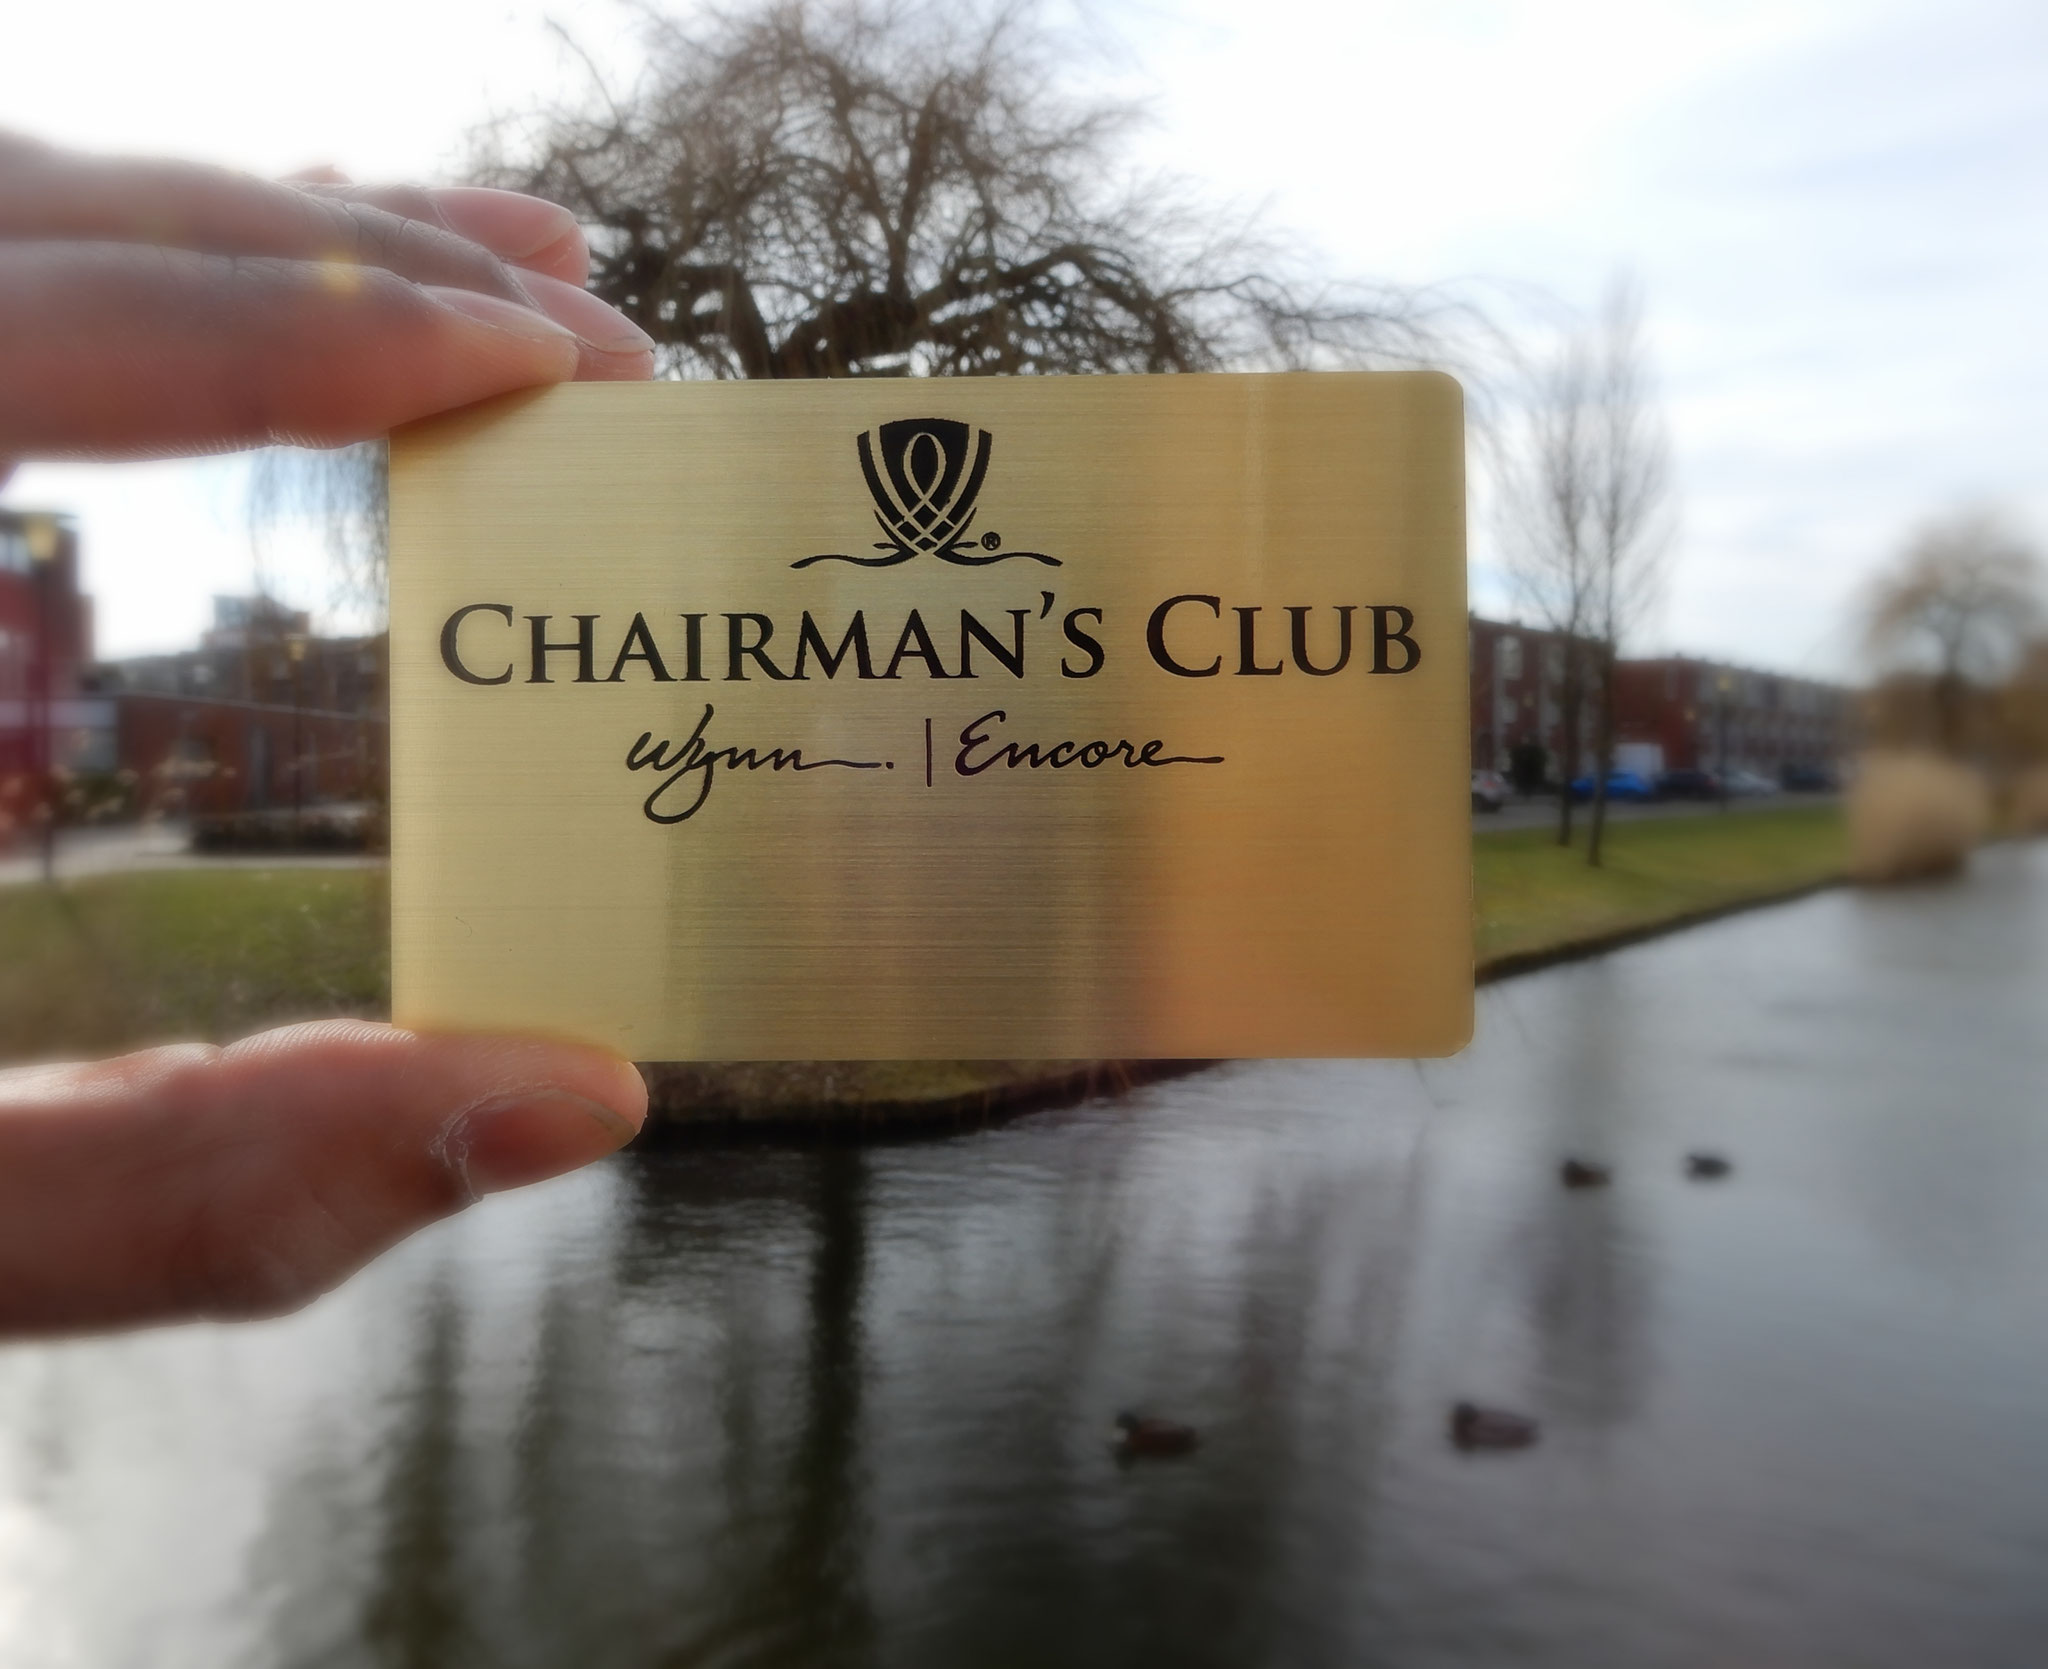 ®
CHAIRMAN'S CLUB
Wynn. | Encore